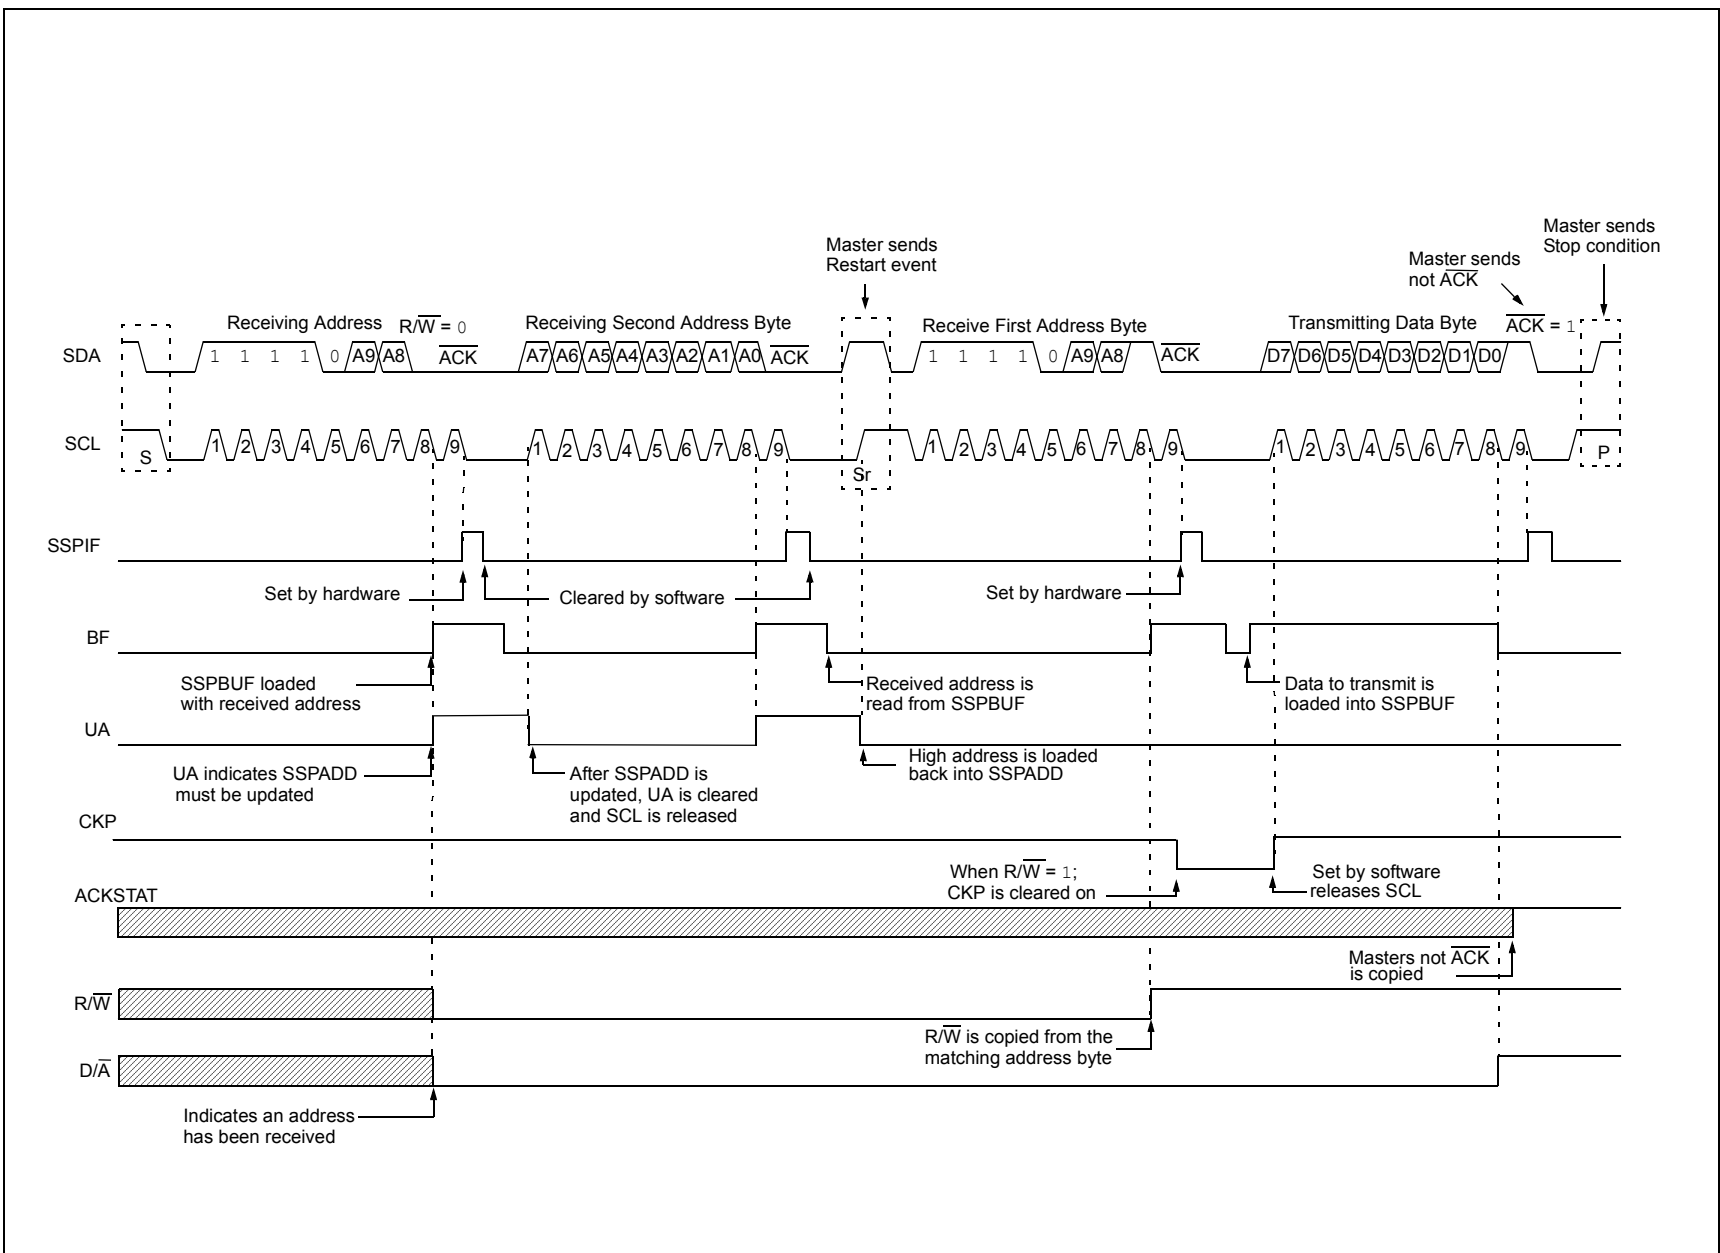 Master sends
Restart event
Master sends
not A̅C̅K̅
Master sends
Stop condition
Receiving Address R/W̅ = 0
Receiving Second Address Byte
Receive First Address Byte
Transmitting Data Byte
A̅C̅K̅ = 1
SDA 1 1 1 1 0 A9 A8 A̅C̅K̅ A7 A6 A5 A4 A3 A2 A1 A0 A̅C̅K̅ 1 1 1 1 0 A9 A8 A̅C̅K̅ D7 D6 D5 D4 D3 D2 D1 D0
SCL S 1 2 3 4 5 6 7 8 9 1 2 3 4 5 6 7 8 9 Sr 1 2 3 4 5 6 7 8 9 1 2 3 4 5 6 7 8 9 P
SSPIF
Set by hardware
Cleared by software
Set by hardware
BF
SSPBUF loaded
with received address
Received address is
read from SSPBUF
Data to transmit is
loaded into SSPBUF
UA
UA indicates SSPADD
must be updated
After SSPADD is
updated, UA is cleared
and SCL is released
High address is loaded
back into SSPADD
CKP
When R/W̅ = 1;
CKP is cleared on
Set by software
releases SCL
ACKSTAT
Masters not A̅C̅K̅
is copied
R/W̅
R/W̅ is copied from the
matching address byte
D/A̅
Indicates an address
has been received